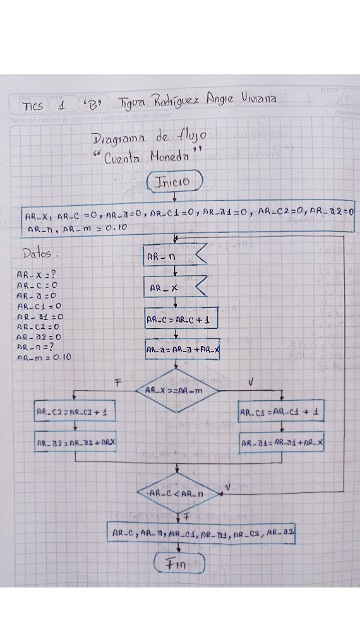 TICS 1 "B" Tigua Rodríguez Angie Viviana
Diagrama de flujo
"Cuenta Moneda"
Inicio
AR_X, AR_C=0, AR_a=0, AR_C1=0, AR_a1=0, AR_C2=0, AR_a2=0
AR_n, AR_m = 0.10
Datos:
AR_X=?
AR_C=0
AR_a=0
AR_C1=0
AR_a1=0
AR_C2=0
AR_a2=0
AR_n=?
AR_m=0.10
AR_n
AR_X
AR_C=AR_C+1
AR_a=AR_a+AR_X
F
AR_X==AR_m
V
AR_C2=AR_C2+1
AR_C1=AR_C1+1
AR_a2=AR_a2+ARX
AR_a1=AR_a1+AR_X
AR_C<AR_n
V
F
AR_C, AR_a, AR_C1, AR_a1, AR_C2, AR_a2
Fin